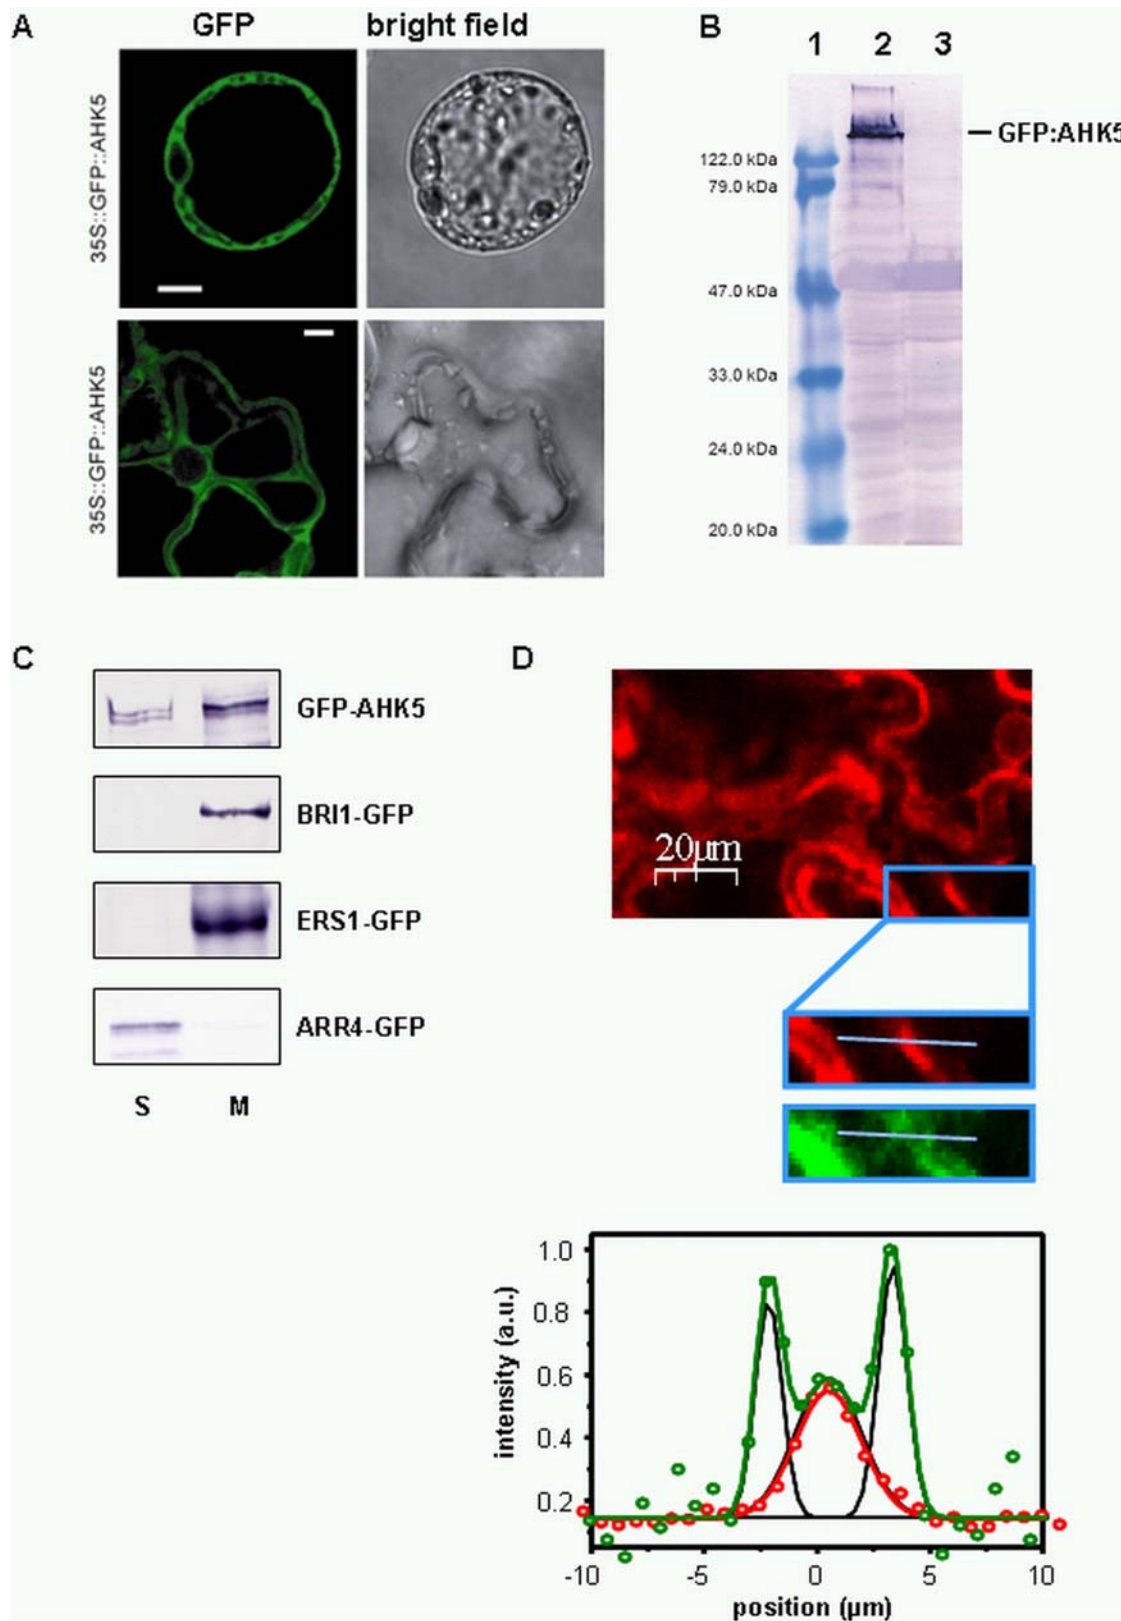 A
GFP
bright field
35S::GFP::AHK5
35S::GFP::AHK5
B
1 2 3
GFP:AHK5
122.0 kDa
79.0 kDa
47.0 kDa
33.0 kDa
24.0 kDa
20.0 kDa
C
GFP-AHK5
BRI1-GFP
ERS1-GFP
ARR4-GFP
S M
D
20µm
1.0
0.8
0.6
0.4
0.2
intensity (a.u.)
-10 -5 0 5 10
position (µm)